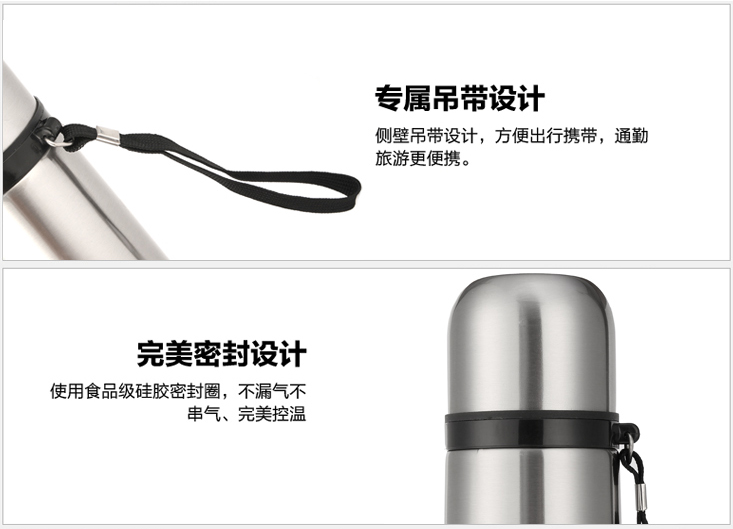 专属吊带设计
侧壁吊带设计，方便出行携带，通勤
旅游更便携。
完美密封设计
使用食品级硅胶密封圈，不漏气不
串气、完美控温